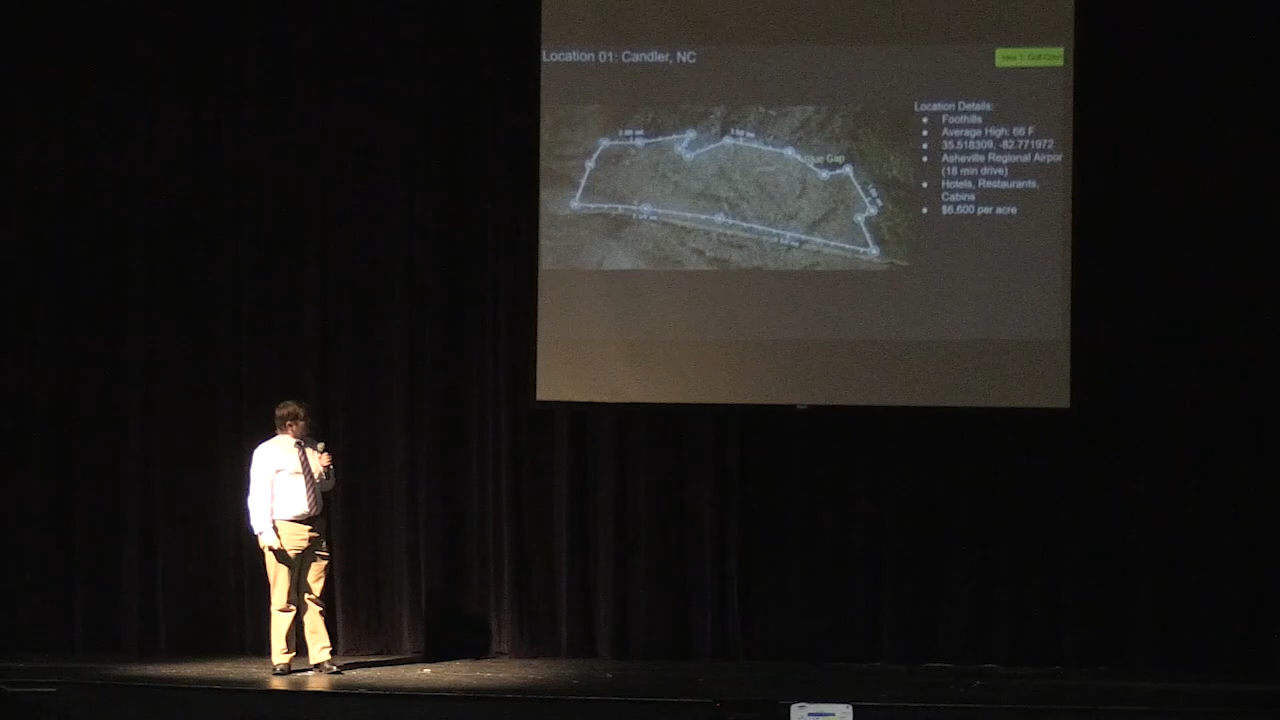 Location 01: Candler, NC
Location Details:
Foothills
Average High: 66 F
35.518309, -82.771972
Asheville Regional Airpor
(18 min drive)
Hotels, Restaurants,
Cabins
$6,600 per acre
Gap